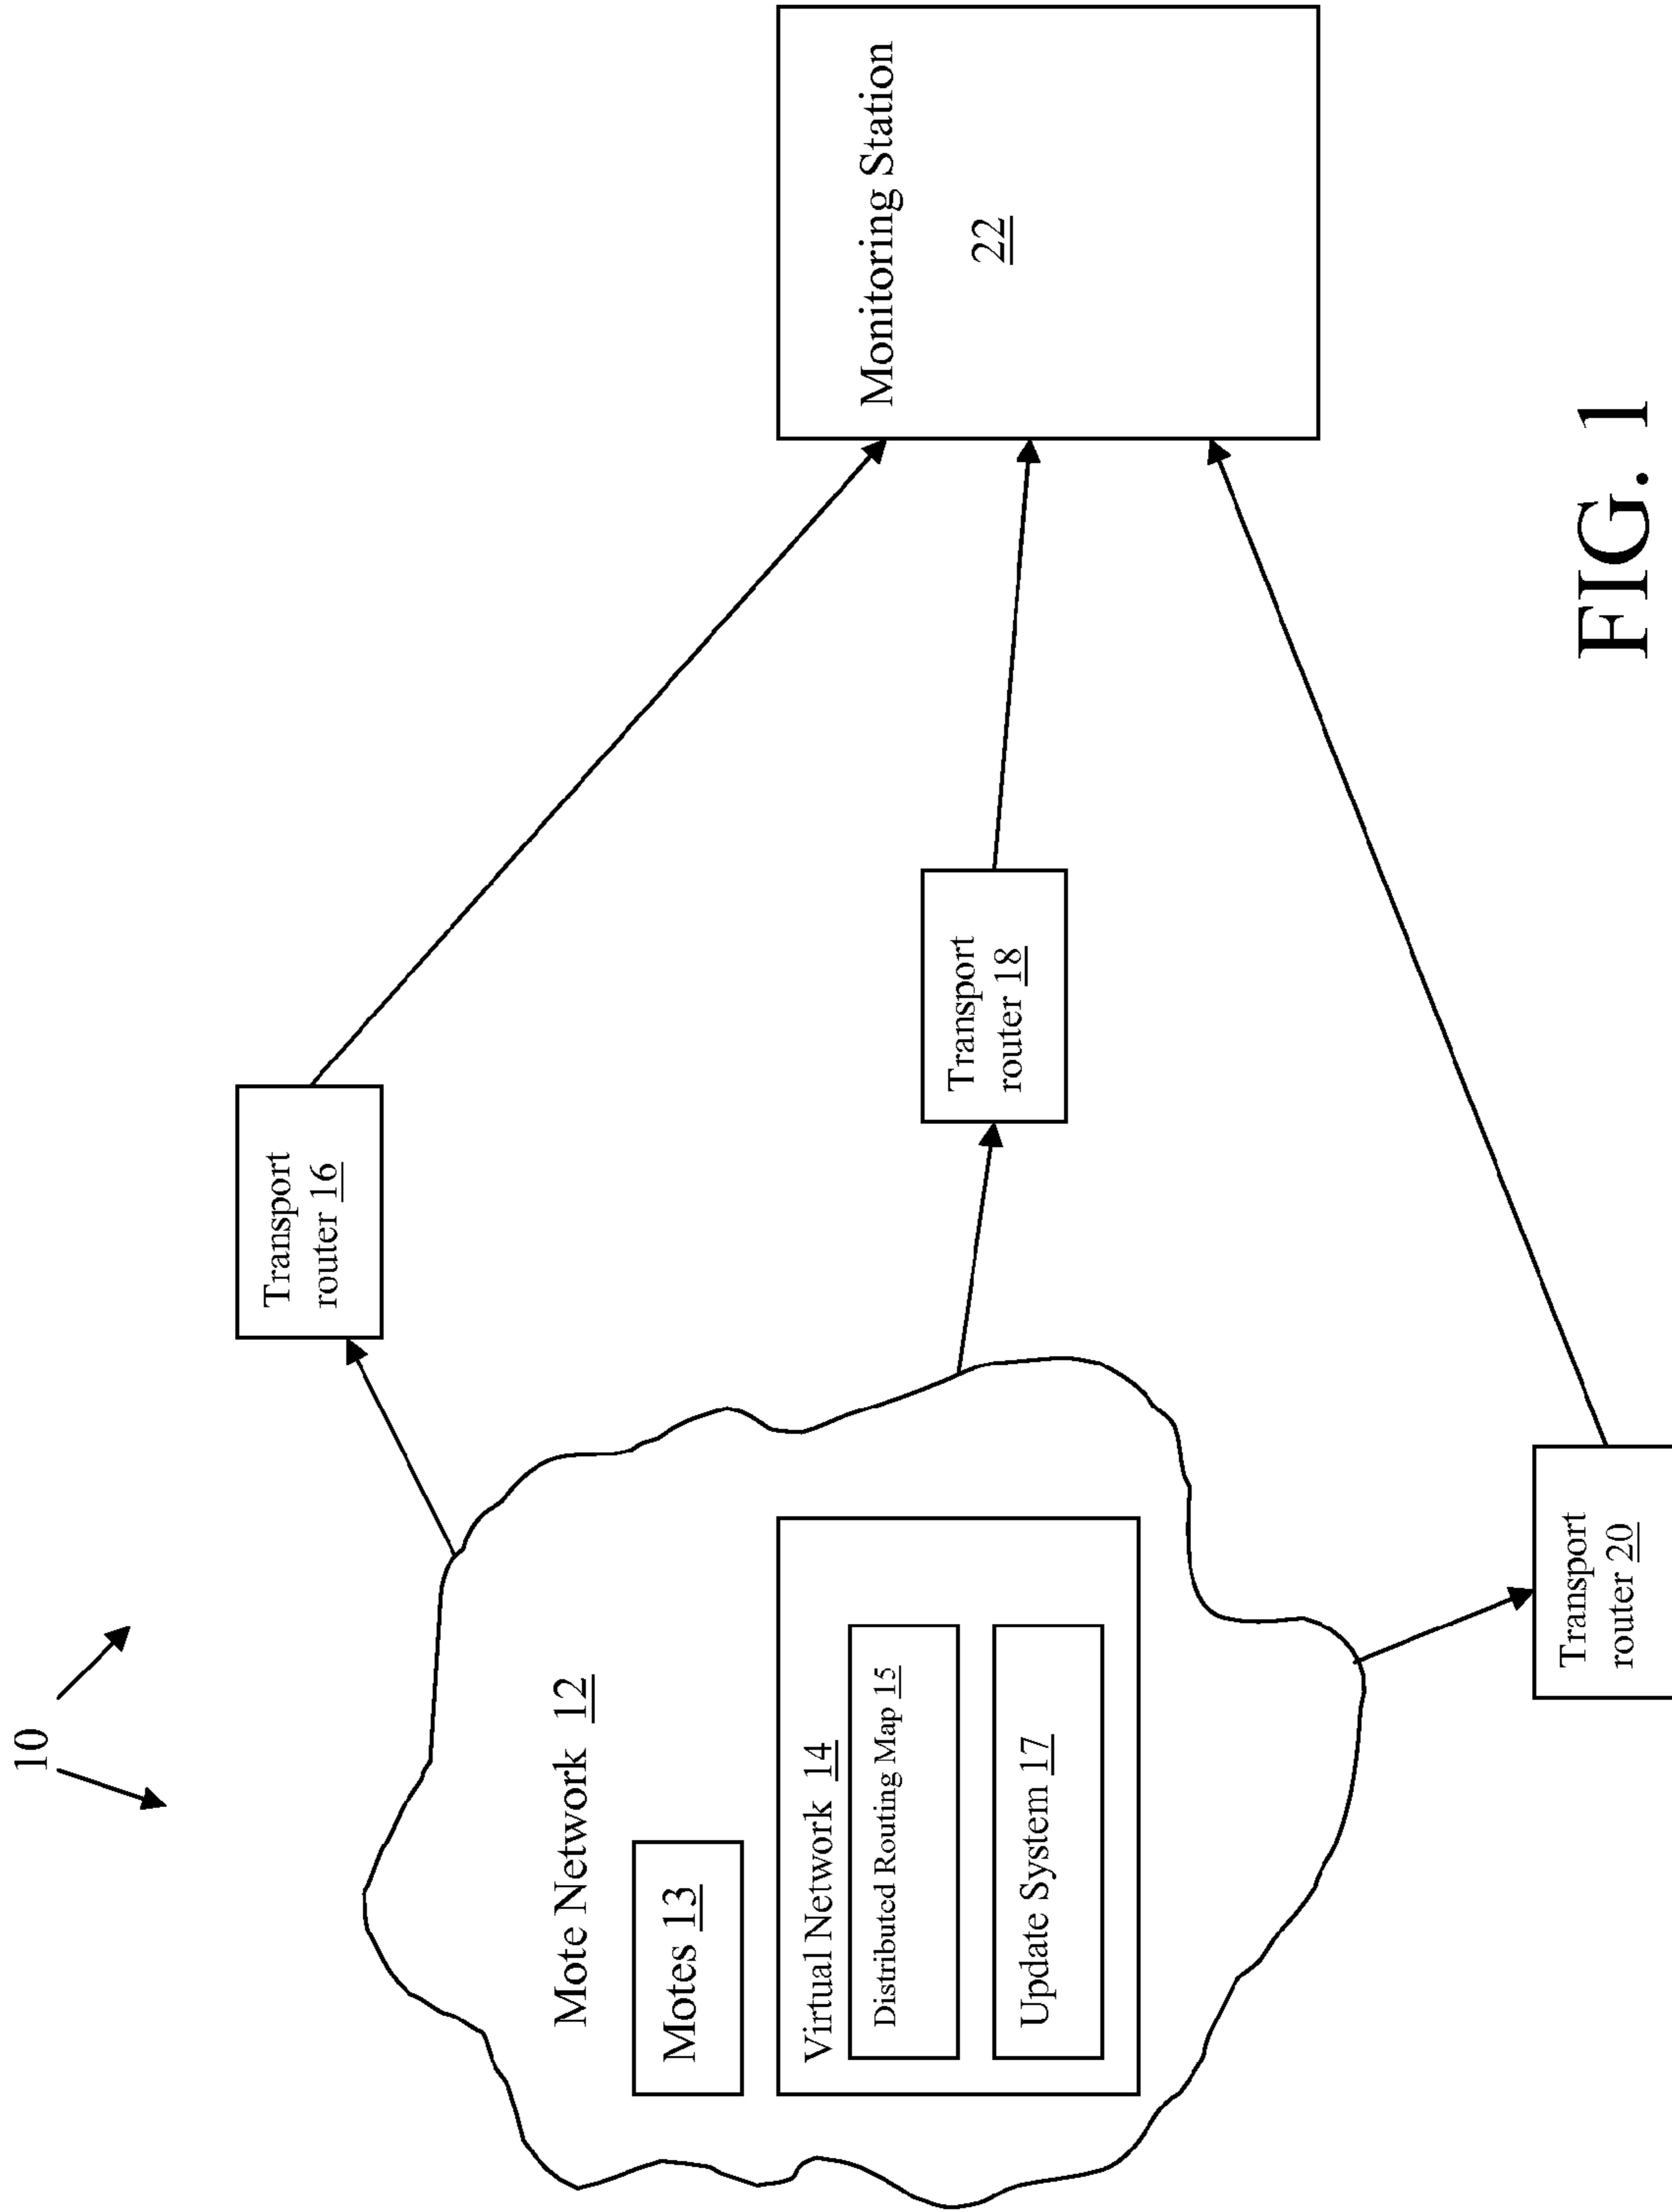 10
Mote Network 12
Motes 13
Virtual Network 14
Distributed Routing Map 15
Update System 17
Transport
router 16
Transport
router 18
Transport
router 20
Monitoring Station
22
FIG. 1